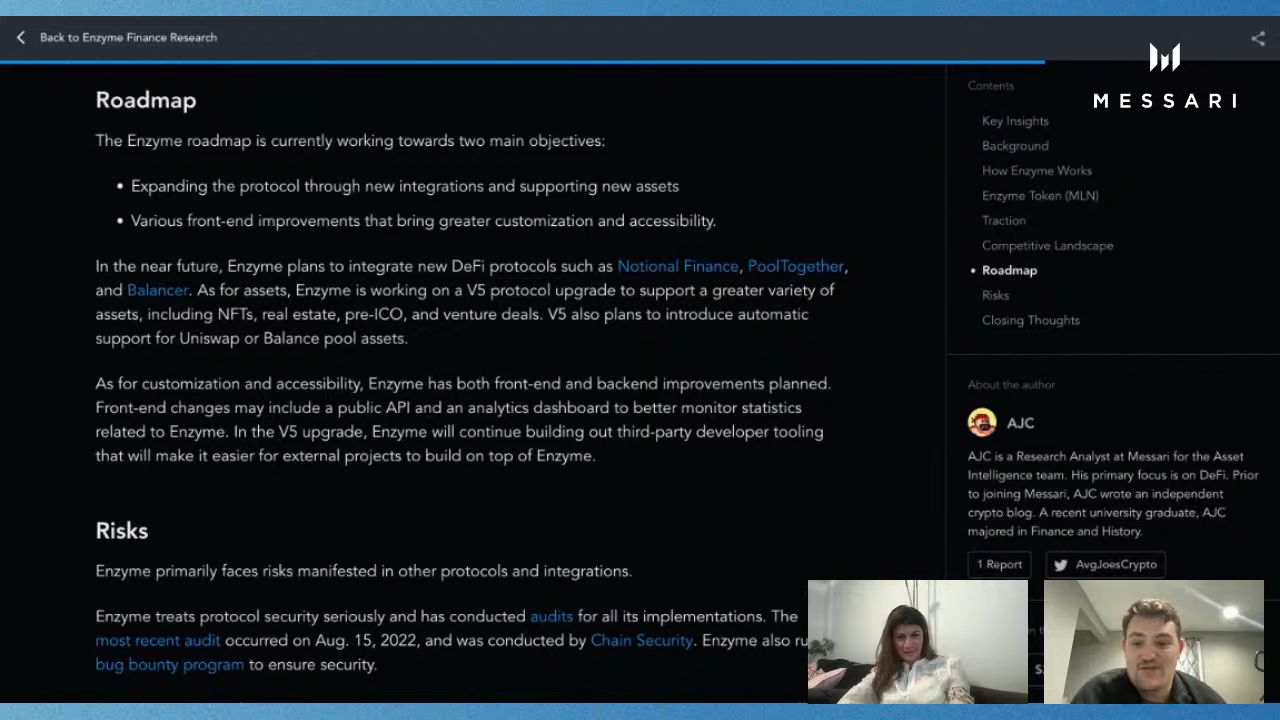 Back to Enzyme Finance Research
MESSARI
Roadmap
The Enzyme roadmap is currently working towards two main objectives:
• Expanding the protocol through new integrations and supporting new assets
• Various front-end improvements that bring greater customization and accessibility.
In the near future, Enzyme plans to integrate new DeFi protocols such as Notional Finance, PoolTogether,
and Balancer. As for assets, Enzyme is working on a V5 protocol upgrade to support a greater variety of
assets, including NFTs, real estate, pre-ICO, and venture deals. V5 also plans to introduce automatic
support for Uniswap or Balance pool assets.
As for customization and accessibility, Enzyme has both front-end and backend improvements planned.
Front-end changes may include a public API and an analytics dashboard to better monitor statistics
related to Enzyme. In the V5 upgrade, Enzyme will continue building out third-party developer tooling
that will make it easier for external projects to build on top of Enzyme.
Risks
Enzyme primarily faces risks manifested in other protocols and integrations.
Enzyme treats protocol security seriously and has conducted audits for all its implementations. The
most recent audit occurred on Aug. 15, 2022, and was conducted by Chain Security. Enzyme also ru
bug bounty program to ensure security.
Contents
Key Insights
Background
How Enzyme Works
Enzyme Token (MLN)
Traction
Competitive Landscape
• Roadmap
Risks
Closing Thoughts
About the author
AJC
AJC is a Research Analyst at Messari for the Asset
Intelligence team. His primary focus is on DeFi. Prior
to joining Messari, AJC wrote an independent
crypto blog. A recent university graduate, AJC
majored in Finance and History.
1 Report
AvgJoesCrypto